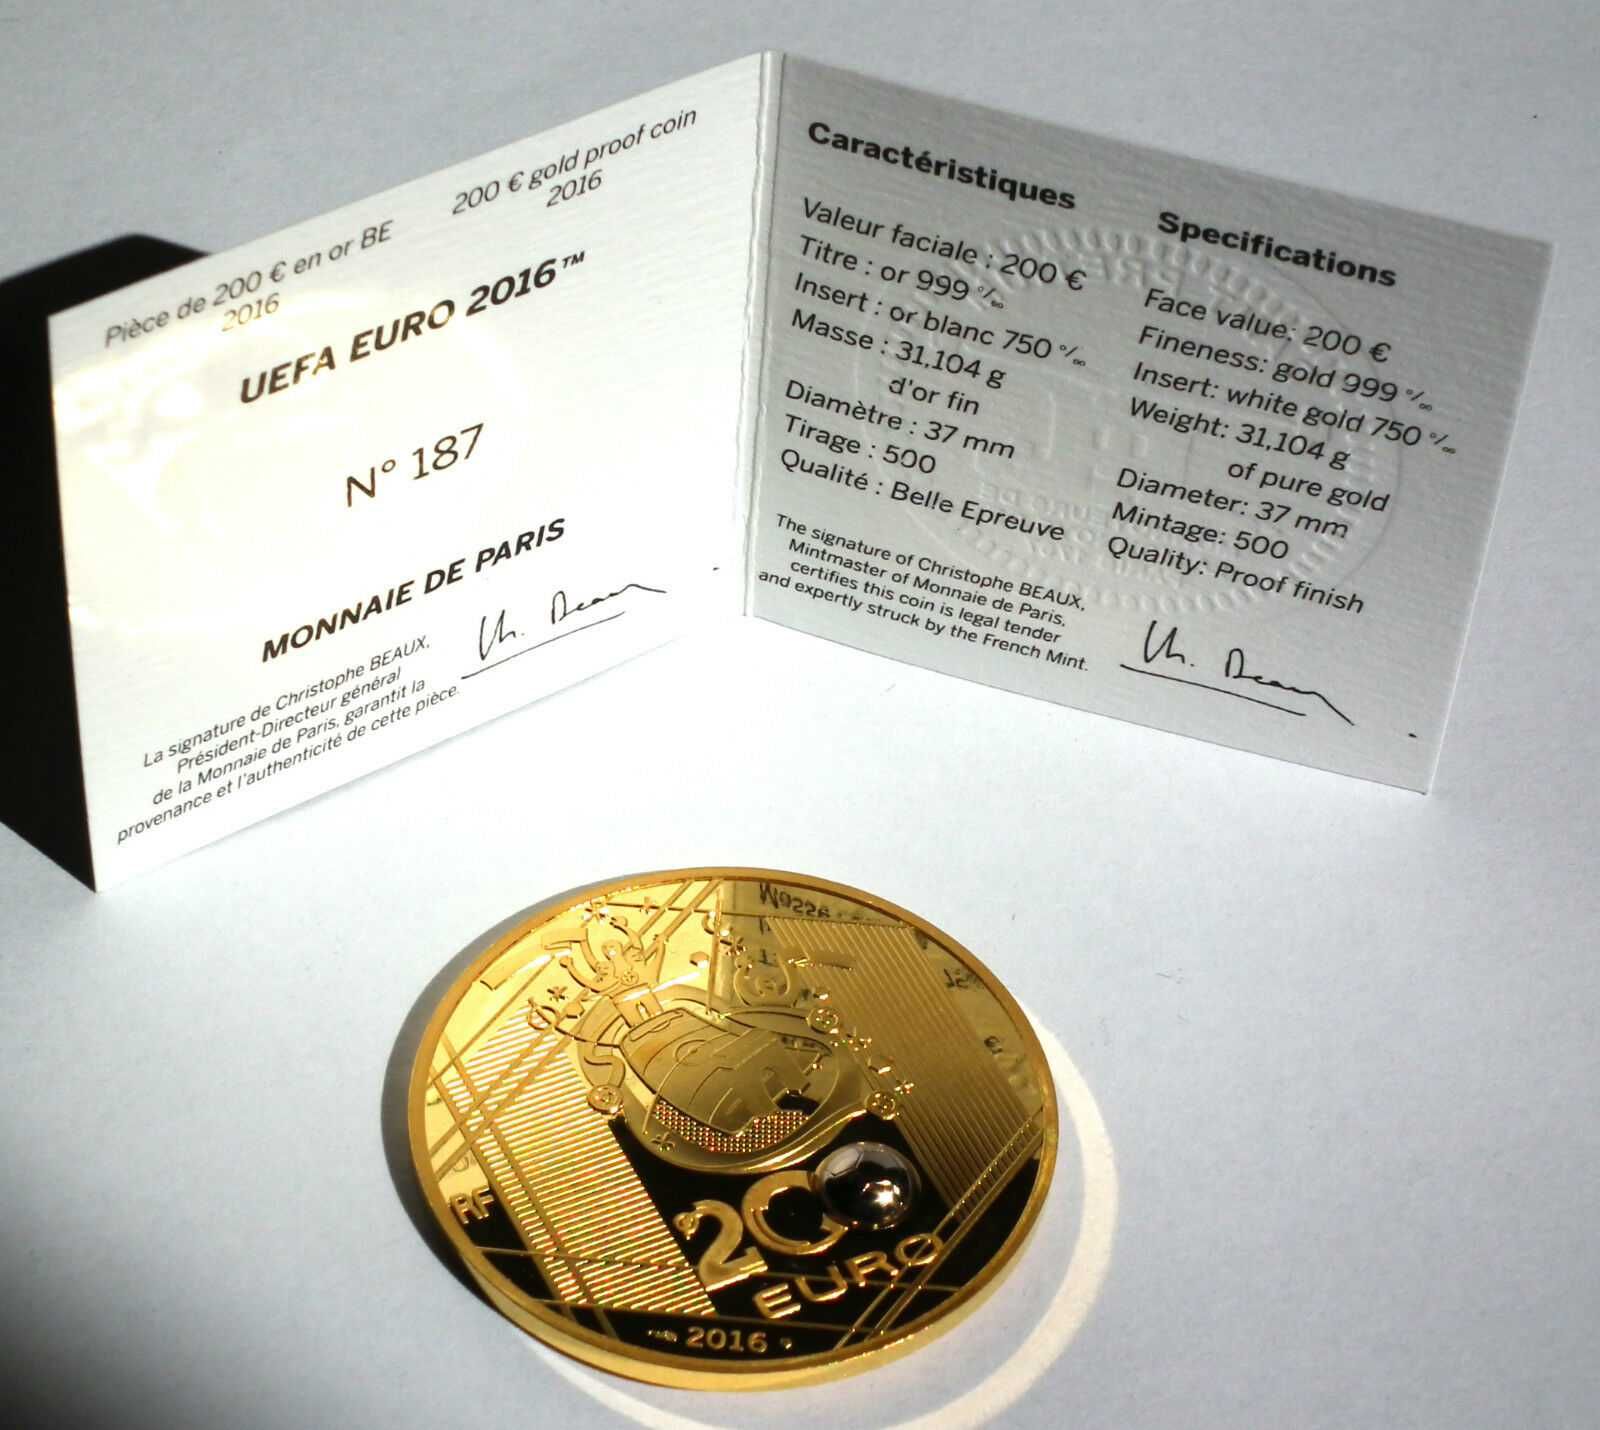 Pièce de 200 € en or BE
2016
200 € gold proof coin
2016
UEFA EURO 2016™
N° 187
MONNAIE DE PARIS
La signature de Christophe BEAUX,
Président-Directeur général
de la Monnaie de Paris, garantit la
provenance et l'authenticité de cette pièce.
Ch. Beaux
Caractéristiques
Valeur faciale : 200 €
Titre : or 999 ‰
Insert : or blanc 750 ‰
Masse : 31,104 g
d'or fin
Diamètre : 37 mm
Tirage : 500
Qualité : Belle Epreuve
Specifications
Face value: 200 €
Fineness: gold 999 ‰
Insert: white gold 750 ‰
Weight: 31,104 g
of pure gold
Diameter: 37 mm
Mintage: 500
Quality: Proof finish
The signature of Christophe BEAUX,
Mintmaster of Monnaie de Paris,
certifies this coin is legal tender
and expertly struck by the French Mint.
Ch. Beaux
RF
200
EURO
2016